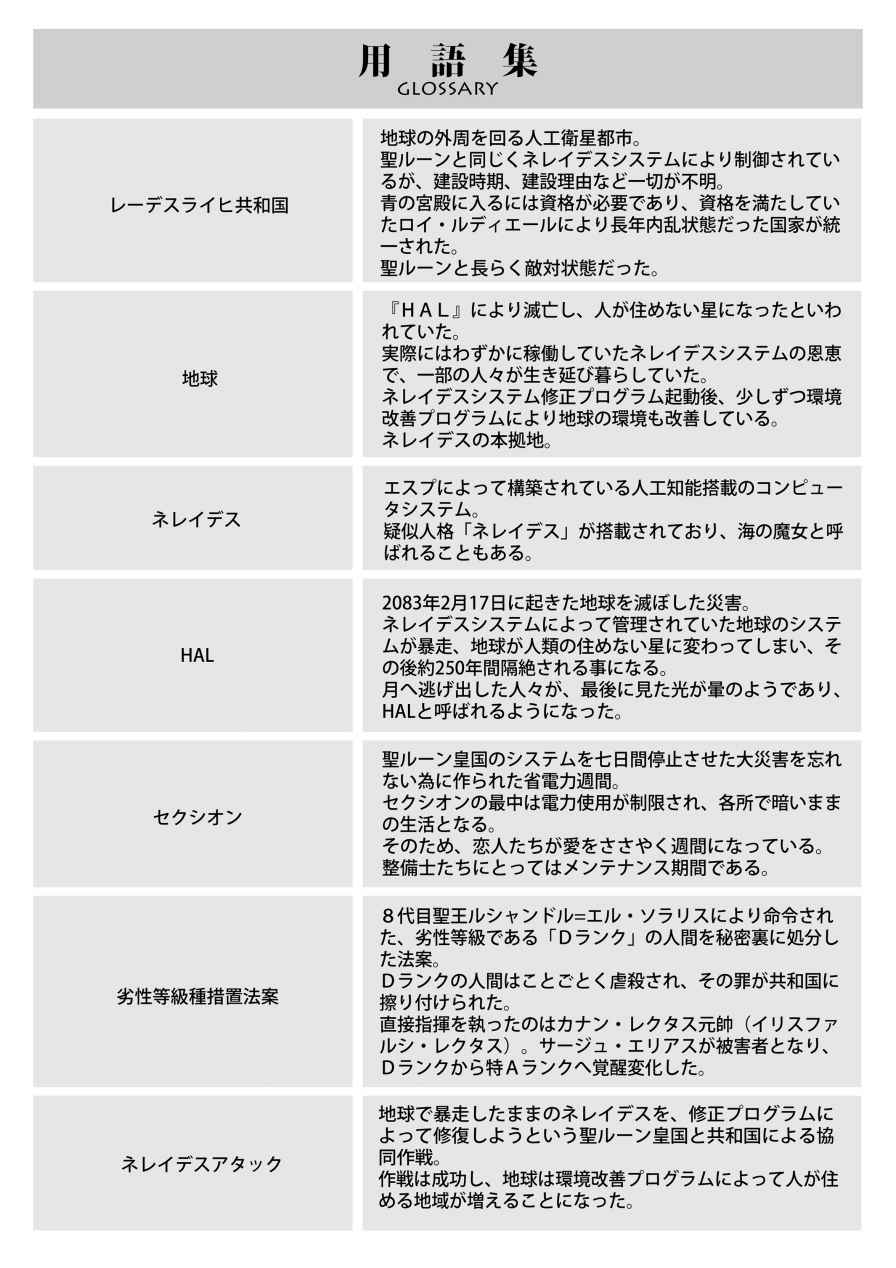 用語集
GLOSSARY
レーデスライヒ共和国
地球の外周を回る人工衛星都市。
聖ルーンと同じくネレイデスシステムにより制御されてい
るが、建設時期、建設理由など一切が不明。
青の宮殿に入るには資格が必要であり、資格を満たしてい
たロイ・ルディエールにより長年内乱状態だった国家が統
一された。
聖ルーンと長らく敵対状態だった。
地球
『ＨＡＬ』により滅亡し、人が住めない星になったといわ
れていた。
実際にはわずかに稼働していたネレイデスシステムの恩恵
で、一部の人々が生き延び暮らしていた。
ネレイデスシステム修正プログラム起動後、少しずつ環境
改善プログラムにより地球の環境も改善している。
ネレイデスの本拠地。
ネレイデス
エスプによって構築されている人工知能搭載のコンピュー
タシステム。
疑似人格「ネレイデス」が搭載されており、海の魔女と呼
ばれることもある。
HAL
2083年2月17日に起きた地球を滅ぼした災害。
ネレイデスシステムによって管理されていた地球のシステ
ムが暴走、地球が人類の住めない星に変わってしまい、そ
の後約250年間隔絶される事になる。
月へ逃げ出した人々が、最後に見た光が暈のようであり、
HALと呼ばれるようになった。
セクシオン
聖ルーン皇国のシステムを七日間停止させた大災害を忘れ
ない為に作られた省電力週間。
セクシオンの最中は電力使用が制限され、各所で暗いまま
の生活となる。
そのため、恋人たちが愛をささやく週間になっている。
整備士たちにとってはメンテナンス期間である。
劣性等級種措置法案
８代目聖王ルシャンドル=エル・ソラリスにより命令され
た、劣性等級である「Ｄランク」の人間を秘密裏に処分し
た法案。
Ｄランクの人間はことごとく虐殺され、その罪が共和国に
擦り付けられた。
直接指揮を執ったのはカナン・レクタス元帥（イリスファ
ルシ・レクタス）。サージュ・エリアスが被害者となり、
Ｄランクから特Ａランクへ覚醒変化した。
ネレイデスアタック
地球で暴走したままのネレイデスを、修正プログラムに
よって修復しようという聖ルーン皇国と共和国による協
同作戦。
作戦は成功し、地球は環境改善プログラムによって人が住
める地域が増えることになった。